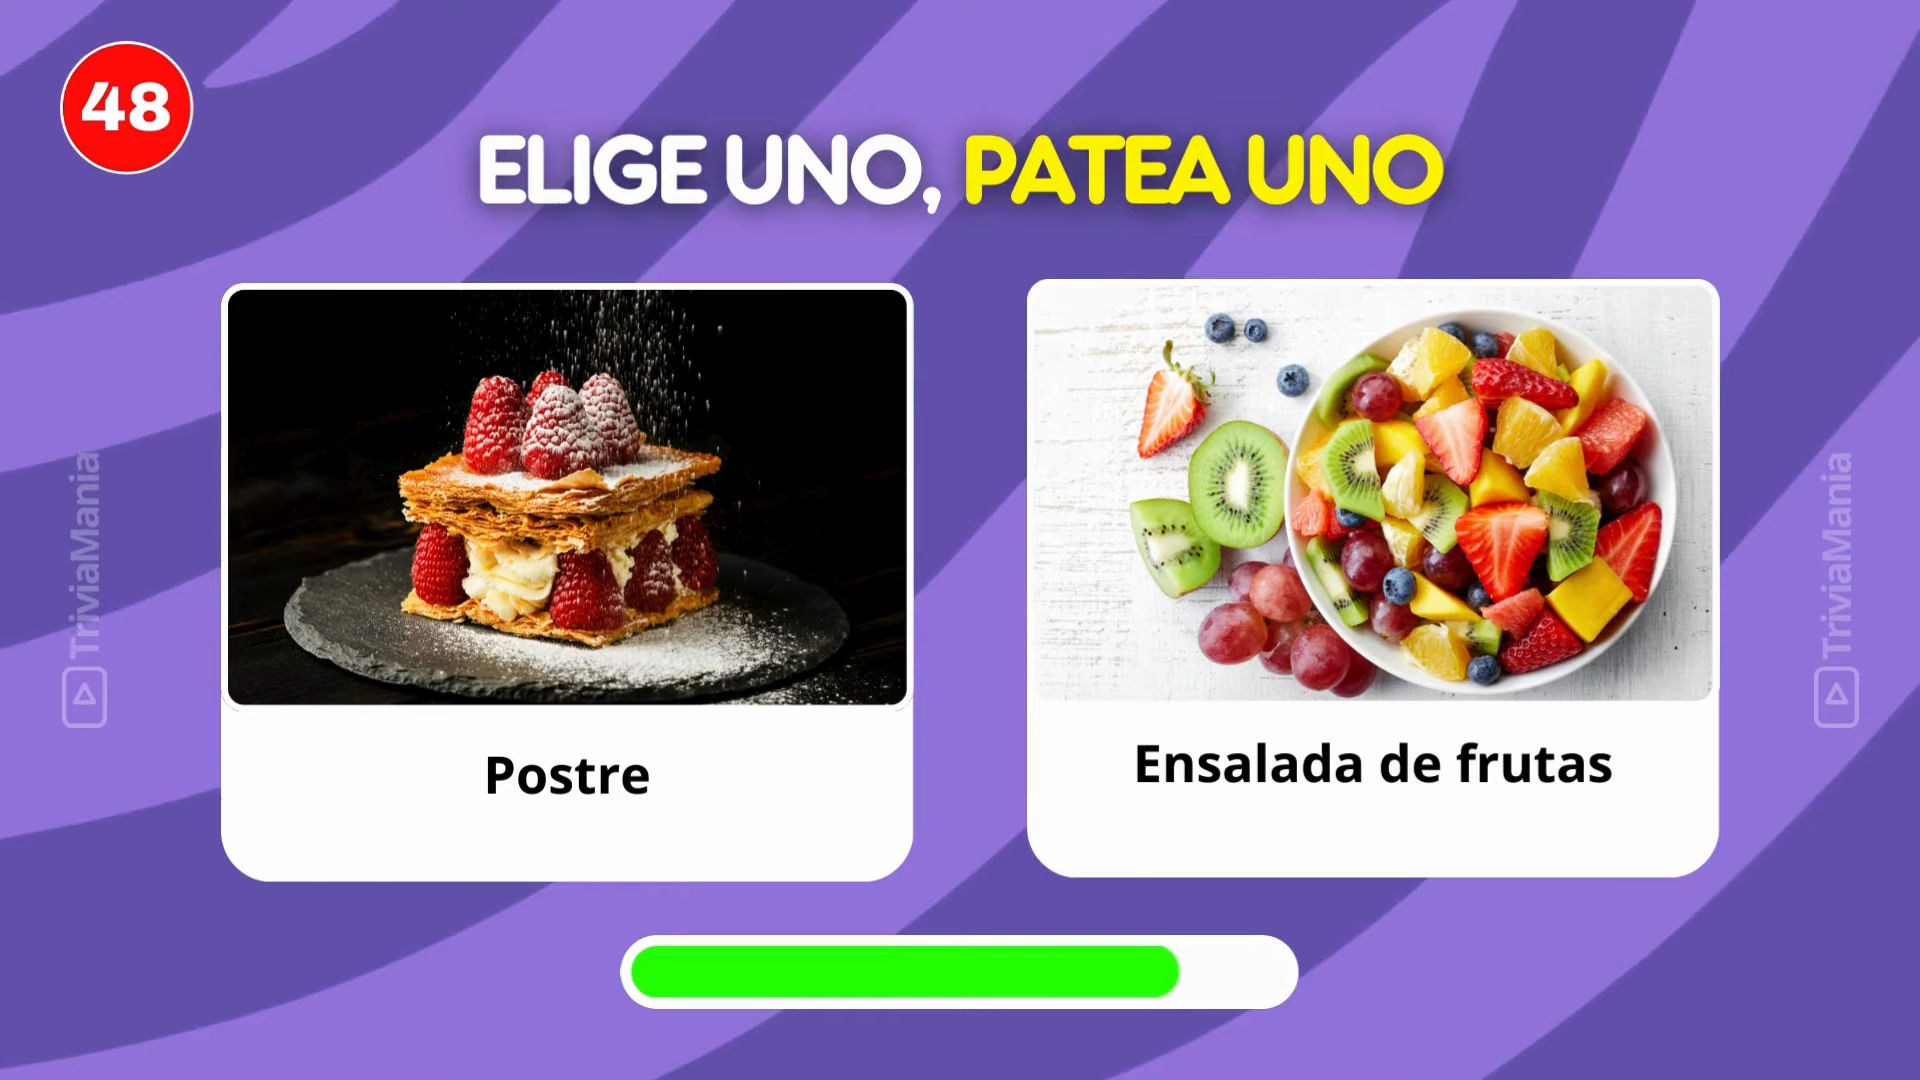 48
ELIGE UNO, PATEA UNO
Postre
Ensalada de frutas
TriviaMania
TriviaMania